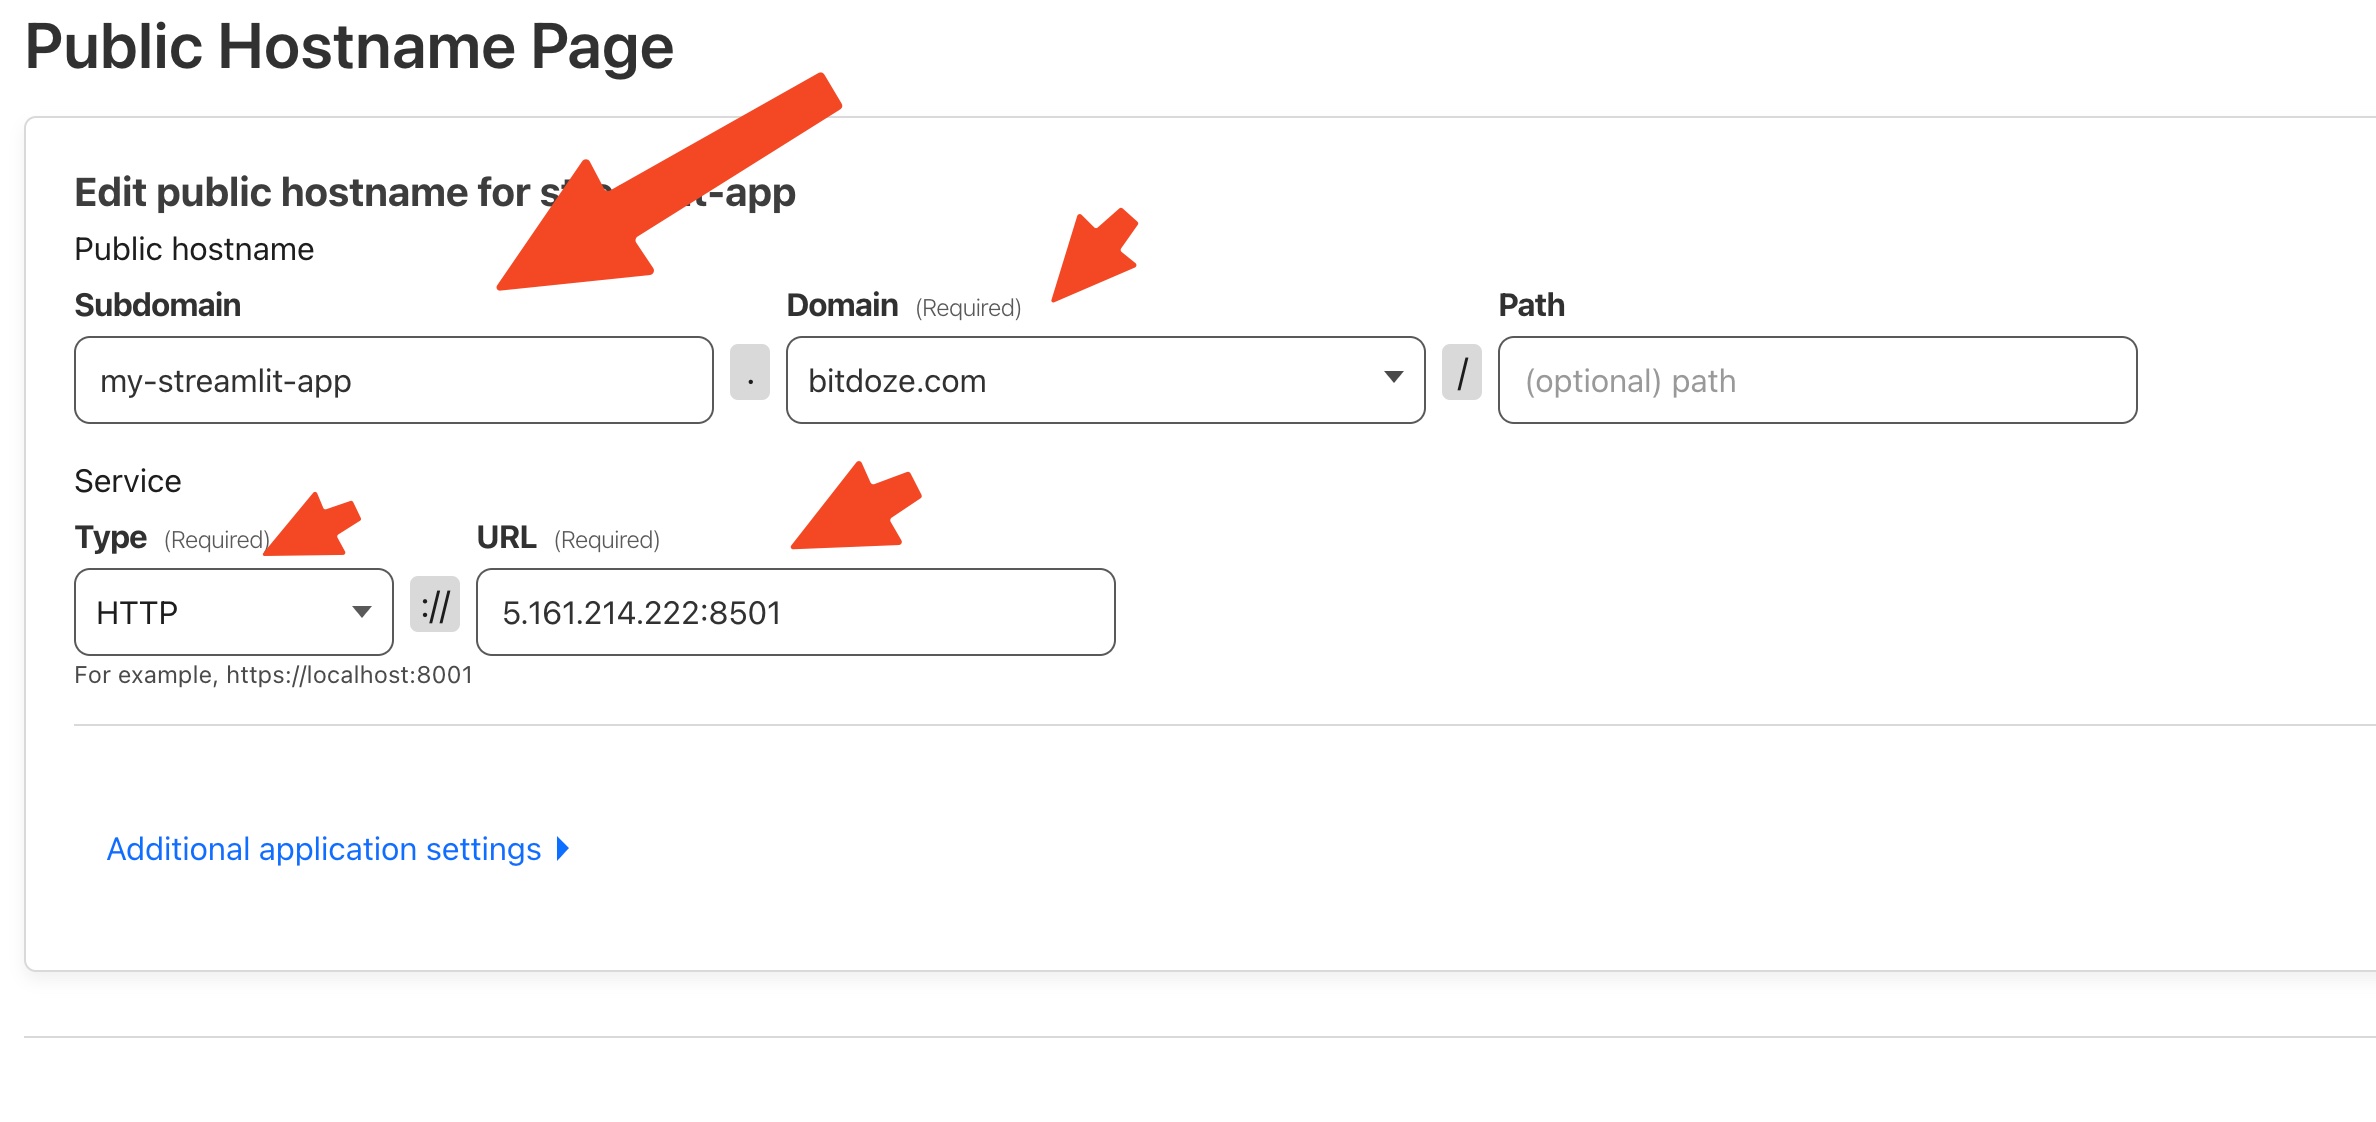 Public Hostname Page
Edit public hostname for
Public hostname
Subdomain
Domain (Required)
Path
my-streamlit-app
.
bitdoze.com
/
(optional) path
Service
Type (Required)
URL (Required)
HTTP
://
5.161.214.222:8501
For example, https://localhost:8001
Additional application settings